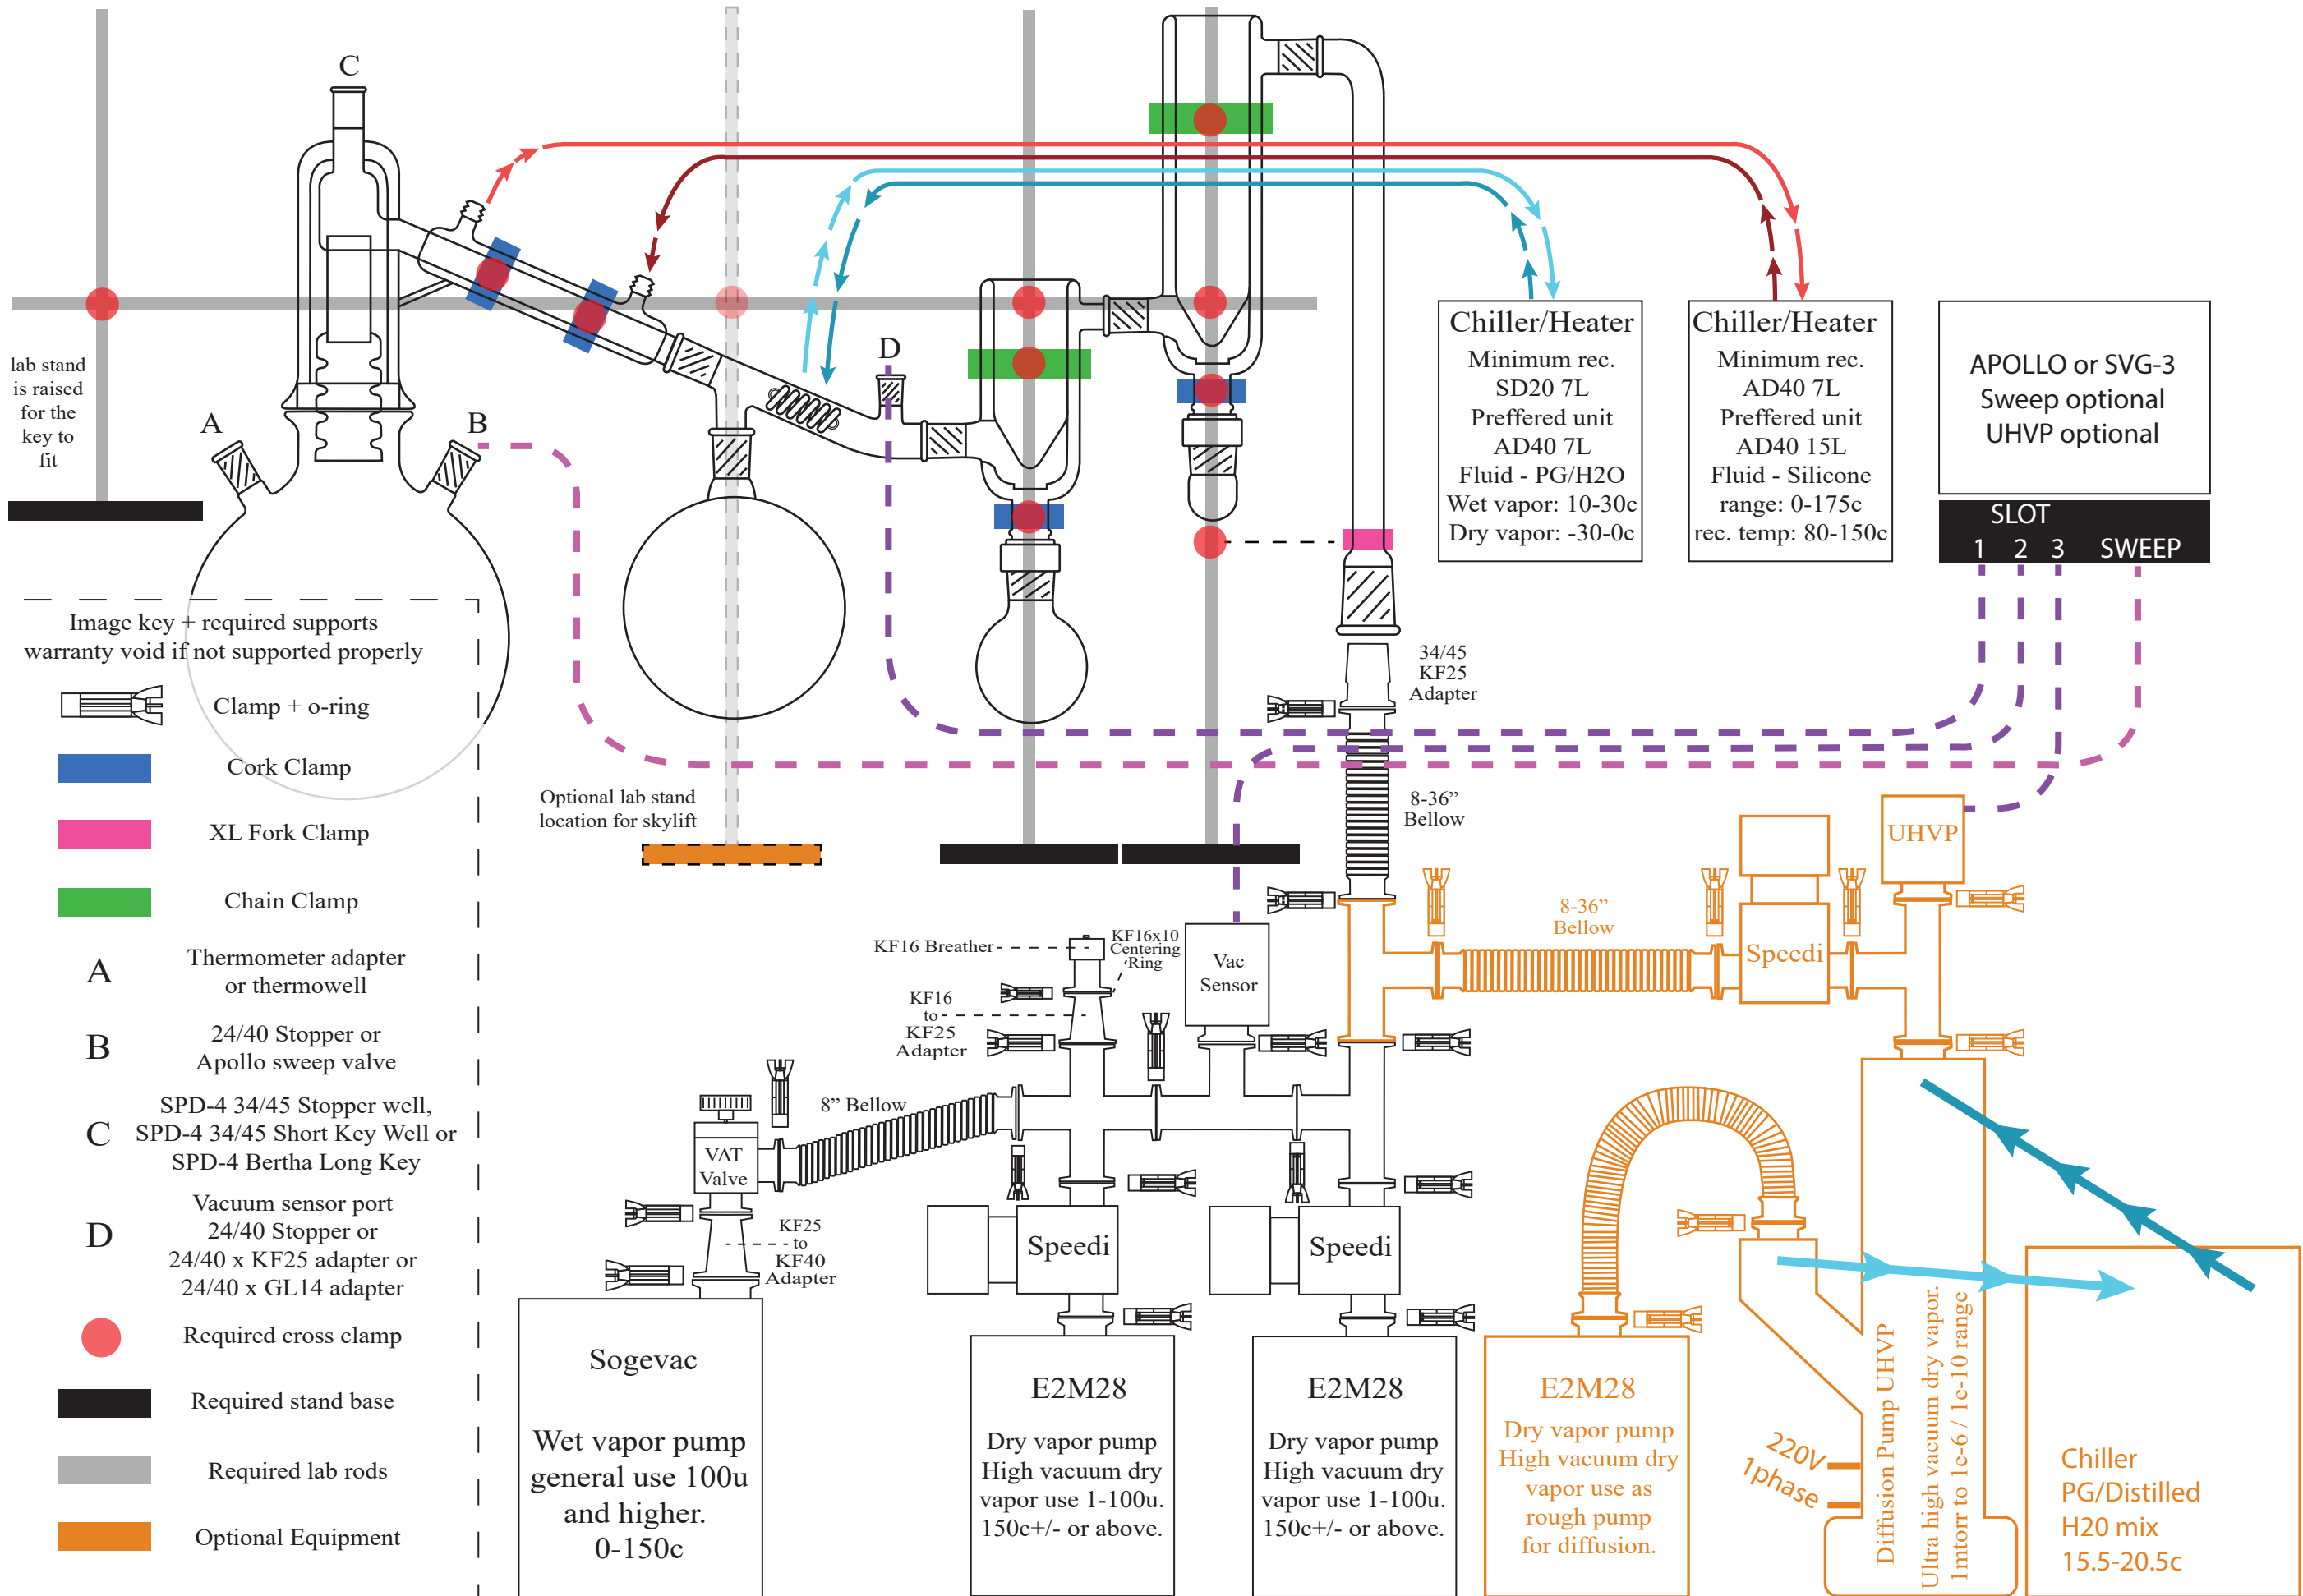 C
lab stand
is raised
for the
key to
fit
A
B
D
Chiller/Heater
Minimum rec.
SD20 7L
Preffered unit
AD40 7L
Fluid - PG/H2O
Wet vapor: 10-30c
Dry vapor: -30-0c
Chiller/Heater
Minimum rec.
AD40 7L
Preffered unit
AD40 15L
Fluid - Silicone
range: 0-175c
rec. temp: 80-150c
APOLLO or SVG-3
Sweep optional
UHVP optional
SLOT
1 2 3 SWEEP
Image key + required supports
warranty void if not supported properly
Clamp + o-ring
Cork Clamp
XL Fork Clamp
Chain Clamp
A Thermometer adapter
or thermowell
B 24/40 Stopper or
Apollo sweep valve
C SPD-4 34/45 Stopper well,
SPD-4 34/45 Short Key Well or
SPD-4 Bertha Long Key
D Vacuum sensor port
24/40 Stopper or
24/40 x KF25 adapter or
24/40 x GL14 adapter
Required cross clamp
Required stand base
Required lab rods
Optional Equipment
Optional lab stand
location for skylift
34/45
KF25
Adapter
8-36”
Bellow
8-36”
Bellow
UHVP
Speedi
KF16 Breather
KF16x10
Centering
Ring
Vac
Sensor
KF16
to
KF25
Adapter
8” Bellow
VAT
Valve
KF25
to
KF40
Adapter
Speedi
Speedi
Sogevac
Wet vapor pump
general use 100u
and higher.
0-150c
E2M28
Dry vapor pump
High vacuum dry
vapor use 1-100u.
150c+/- or above.
E2M28
Dry vapor pump
High vacuum dry
vapor use 1-100u.
150c+/- or above.
E2M28
Dry vapor pump
High vacuum dry
vapor use as
rough pump
for diffusion.
220V
1phase
Diffusion Pump UHVP
Ultra high vacuum dry vapor.
1mtorr to 1e-6 / 1e-10 range
Chiller
PG/Distilled
H20 mix
15.5-20.5c